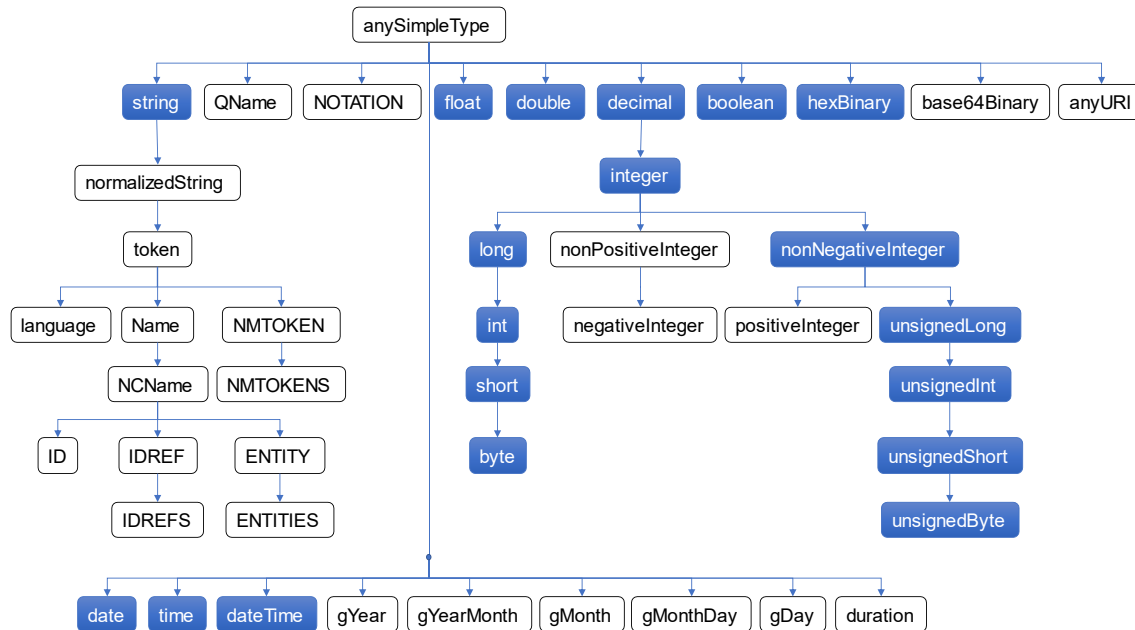 anySimpleType
string QName NOTATION float double decimal boolean hexBinary base64Binary anyURI
normalizedString integer
token long nonPositiveInteger nonNegativeInteger
language Name NMTOKEN int negativeInteger positiveInteger unsignedLong
NCName NMTOKENS short unsignedInt
ID IDREF ENTITY byte unsignedShort
IDREFS ENTITIES unsignedByte
date time dateTime gYear gYearMonth gMonth gMonthDay gDay duration